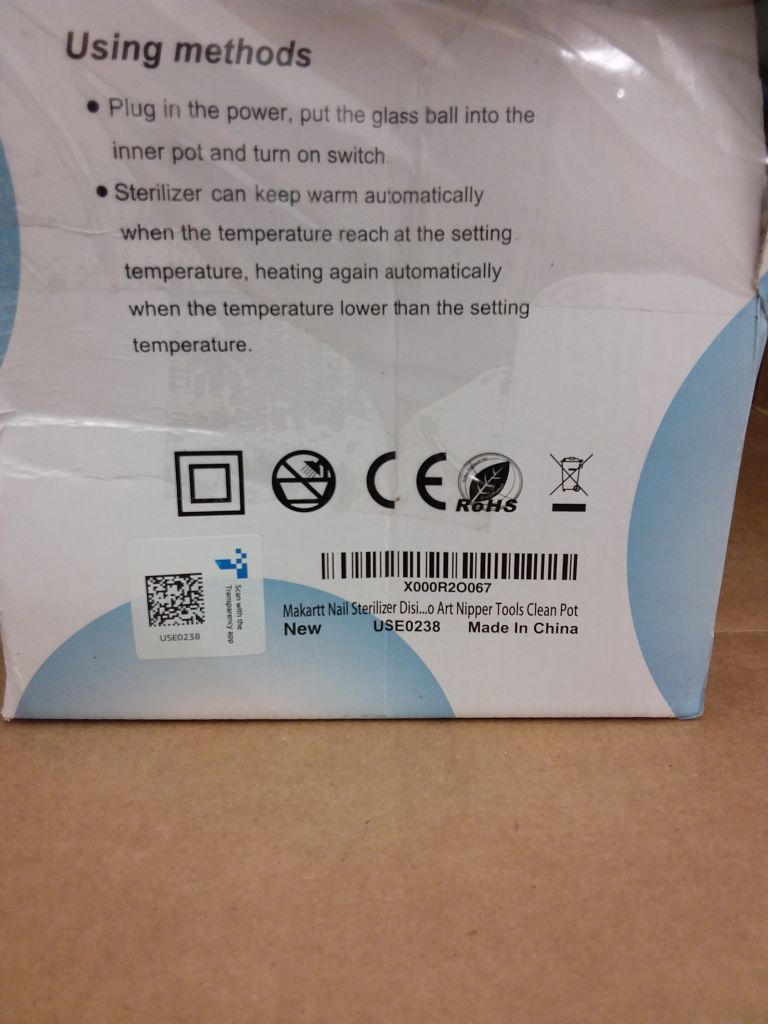 Using methods
● Plug in the power, put the glass ball into the
inner pot and turn on switch.
● Sterilizer can keep warm automatically
when the temperature reach at the setting
temperature, heating again automatically
when the temperature lower than the setting
temperature.
CE
RoHS
X000R2O067
Makartt Nail Sterilizer Disi...o Art Nipper Tools Clean Pot
New USE0238 Made In China
Scan with the
Transparency app
USE0238